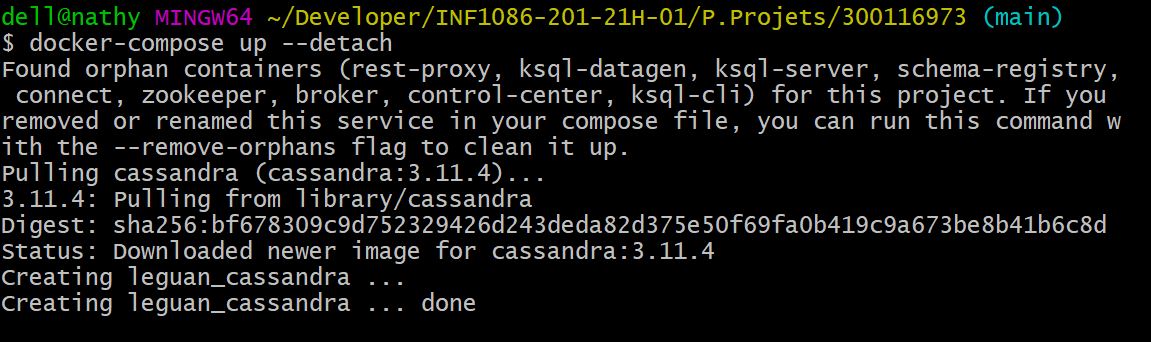 dell@nathy MINGW64 ~/Developer/INF1086-201-21H-01/P.Projets/300116973 (main)
$ docker-compose up --detach
Found orphan containers (rest-proxy, ksql-datagen, ksql-server, schema-registry,
 connect, zookeeper, broker, control-center, ksql-cli) for this project. If you
removed or renamed this service in your compose file, you can run this command w
ith the --remove-orphans flag to clean it up.
Pulling cassandra (cassandra:3.11.4)...
3.11.4: Pulling from library/cassandra
Digest: sha256:bf678309c9d752329426d243deda82d375e50f69fa0b419c9a673be8b41b6c8d
Status: Downloaded newer image for cassandra:3.11.4
Creating leguan_cassandra ...
Creating leguan_cassandra ... done